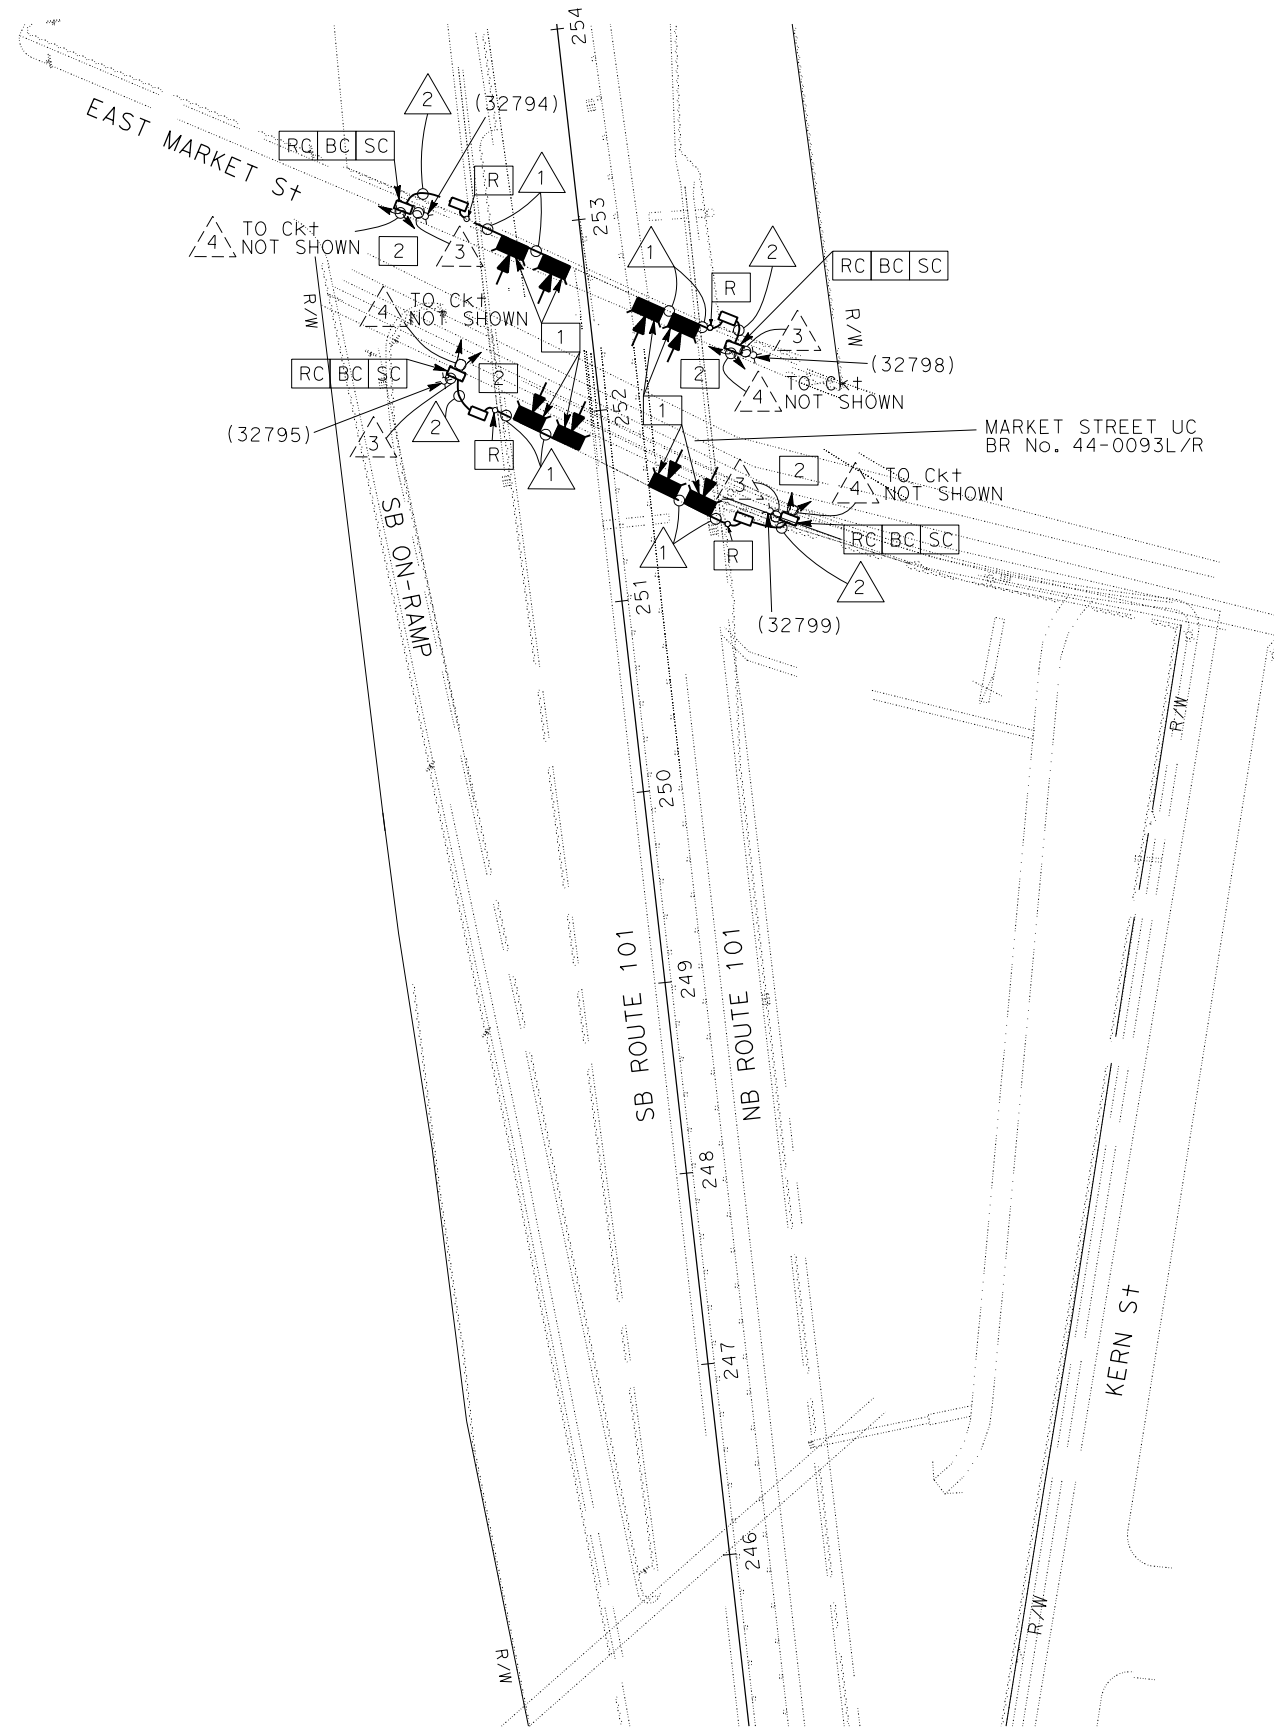 254
2
(32794)
EAST MARKET St
RC BC SC
R
1
253
4
TO Ckt
NOT SHOWN
2
3
1
2
RC BC SC
R
R/W
4
TO Ckt
NOT SHOWN
1
R/W
3
(32798)
RC BC SC
2
2
4
TO Ckt
NOT SHOWN
252
1
(32795)
3
2
R
1
MARKET STREET UC
BR No. 44-0093L/R
3
2
4
TO Ckt
NOT SHOWN
SB ON-RAMP
1
R
RC BC SC
2
251
(32799)
R/W
250
SB ROUTE 101
249
NB ROUTE 101
248
247
KERN St
246
R/W
R/W